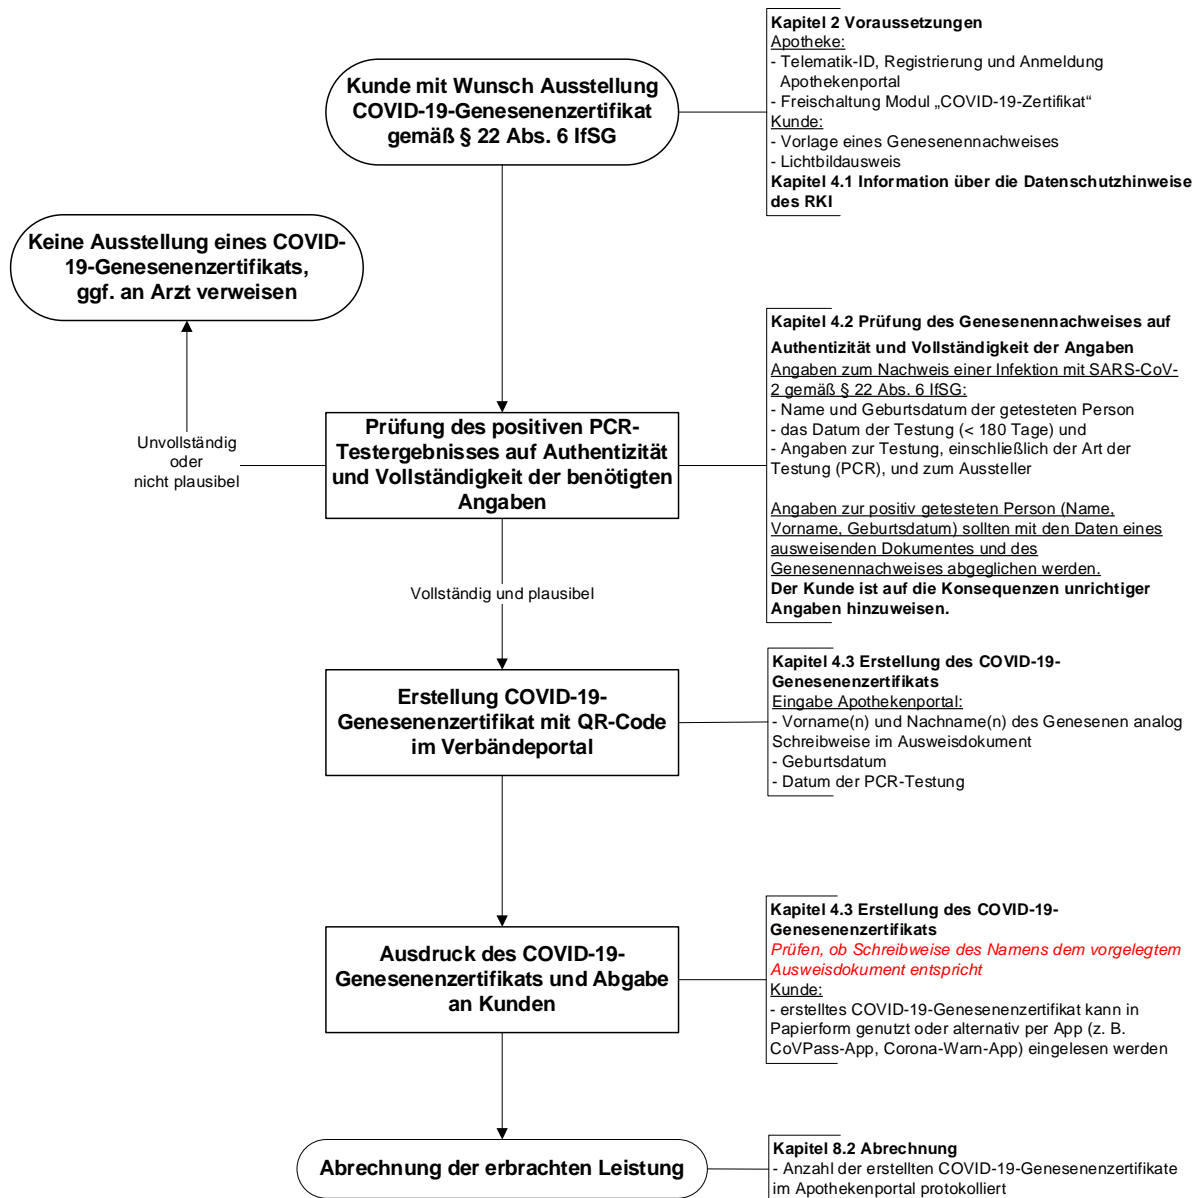 Kunde mit Wunsch Ausstellung
COVID-19-Genesenenzertifikat
gemäß § 22 Abs. 6 IfSG
Kapitel 2 Voraussetzungen
Apotheke:
- Telematik-ID, Registrierung und Anmeldung
Apothekenportal
- Freischaltung Modul „COVID-19-Zertifikat“
Kunde:
- Vorlage eines Genesenennachweises
- Lichtbildausweis
Kapitel 4.1 Information über die Datenschutzhinweise
des RKI
Keine Ausstellung eines COVID-
19-Genesenenzertifikats,
ggf. an Arzt verweisen
Unvollständig
oder
nicht plausibel
Prüfung des positiven PCR-
Testergebnisses auf Authentizität
und Vollständigkeit der benötigten
Angaben
Kapitel 4.2 Prüfung des Genesenennachweises auf
Authentizität und Vollständigkeit der Angaben
Angaben zum Nachweis einer Infektion mit SARS-CoV-
2 gemäß § 22 Abs. 6 IfSG:
- Name und Geburtsdatum der getesteten Person
- das Datum der Testung (< 180 Tage) und
- Angaben zur Testung, einschließlich der Art der
Testung (PCR), und zum Aussteller
Angaben zur positiv getesteten Person (Name,
Vorname, Geburtsdatum) sollten mit den Daten eines
ausweisenden Dokumentes und des
Genesenennachweises abgeglichen werden.
Der Kunde ist auf die Konsequenzen unrichtiger
Angaben hinzuweisen.
Vollständig und plausibel
Erstellung COVID-19-
Genesenenzertifikat mit QR-Code
im Verbändeportal
Kapitel 4.3 Erstellung des COVID-19-
Genesenenzertifikats
Eingabe Apothekenportal:
- Vorname(n) und Nachname(n) des Genesenen analog
Schreibweise im Ausweisdokument
- Geburtsdatum
- Datum der PCR-Testung
Ausdruck des COVID-19-
Genesenenzertifikats und Abgabe
an Kunden
Kapitel 4.3 Erstellung des COVID-19-
Genesenenzertifikats
Prüfen, ob Schreibweise des Namens dem vorgelegtem
Ausweisdokument entspricht
Kunde:
- erstelltes COVID-19-Genesenenzertifikat kann in
Papierform genutzt oder alternativ per App (z. B.
CoVPass-App, Corona-Warn-App) eingelesen werden
Abrechnung der erbrachten Leistung
Kapitel 8.2 Abrechnung
- Anzahl der erstellten COVID-19-Genesenenzertifikate
im Apothekenportal protokolliert